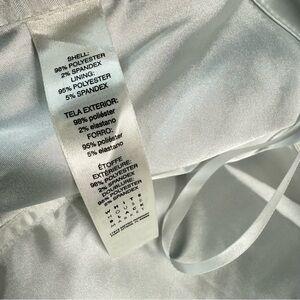 SHELL:
98% POLYESTER
2% SPANDEX
LINING:
95% POLYESTER
5% SPANDEX
TELA EXTERIOR:
98% poliéster
2% elastano
FORRO:
95% poliéster
5% elastano
ÉTOFFE
EXTÉRIEURE:
98% POLYESTER
2% SPANDEX
DOUBLURE:
95% POLYESTER
5% SPANDEX
WHITE
HOUSE
BLACK
MARKET